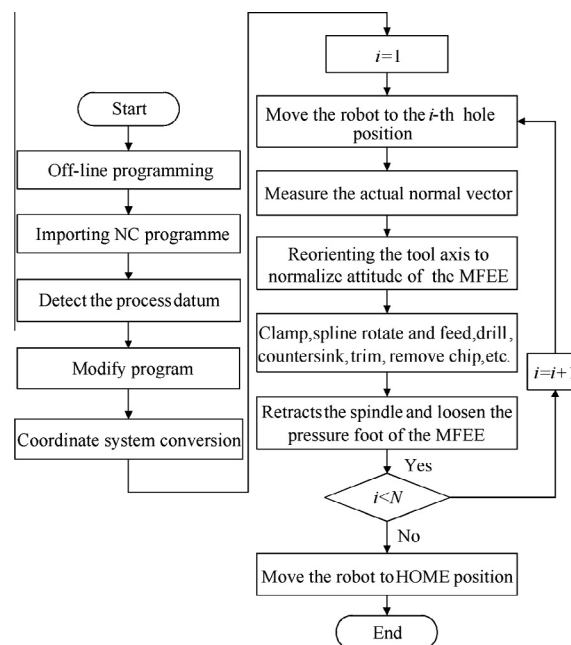 Start
Off-line programming
Importing NC programme
Detect the process datum
Modify program
Coordinate system conversion
i=1
Move the robot to the i-th hole
position
Measure the actual normal vector
Reorienting the tool axis to
normalize attitude of the MFEE
Clamp,spline rotate and feed,drill,
countersink,trim, remove chip,etc.
Retracts the spindle and loosen the
pressure foot of the MFEE
Yes
i<N
i=i+1
No
Move the robot to HOME position
End